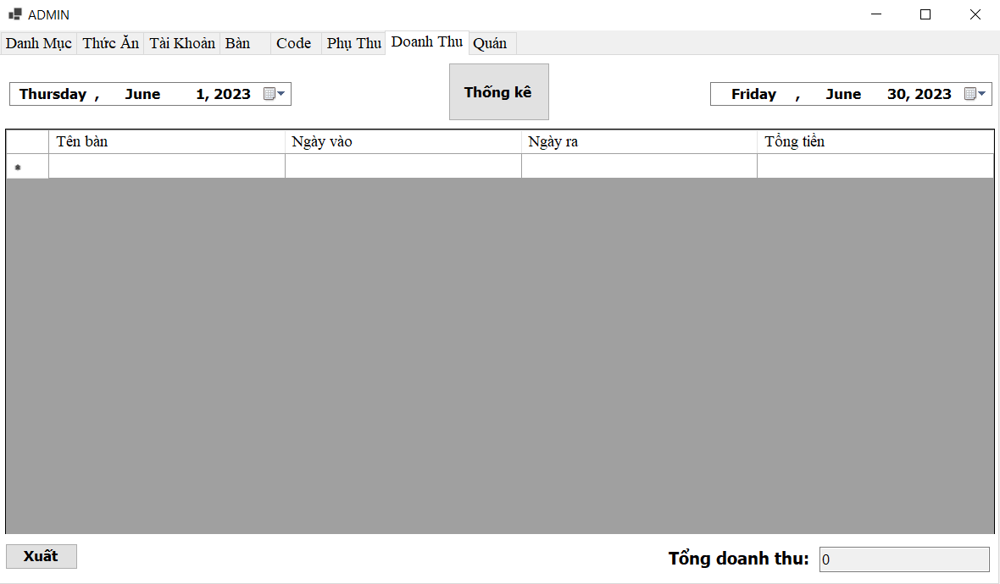 ADMIN
Danh Mục Thức Ăn Tài Khoản Bàn Code Phụ Thu Doanh Thu Quán
Thursday , June 1, 2023
Thống kê
Friday , June 30, 2023
Tên bàn Ngày vào Ngày ra Tổng tiền
Xuất
Tổng doanh thu: 0